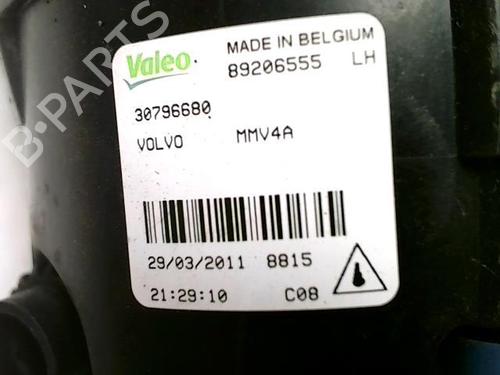 B-PARTS
Valeo
MADE IN BELGIUM
89206555 LH
30796680
VOLVO MMV4A
29/03/2011 8815
21:29:10 C08